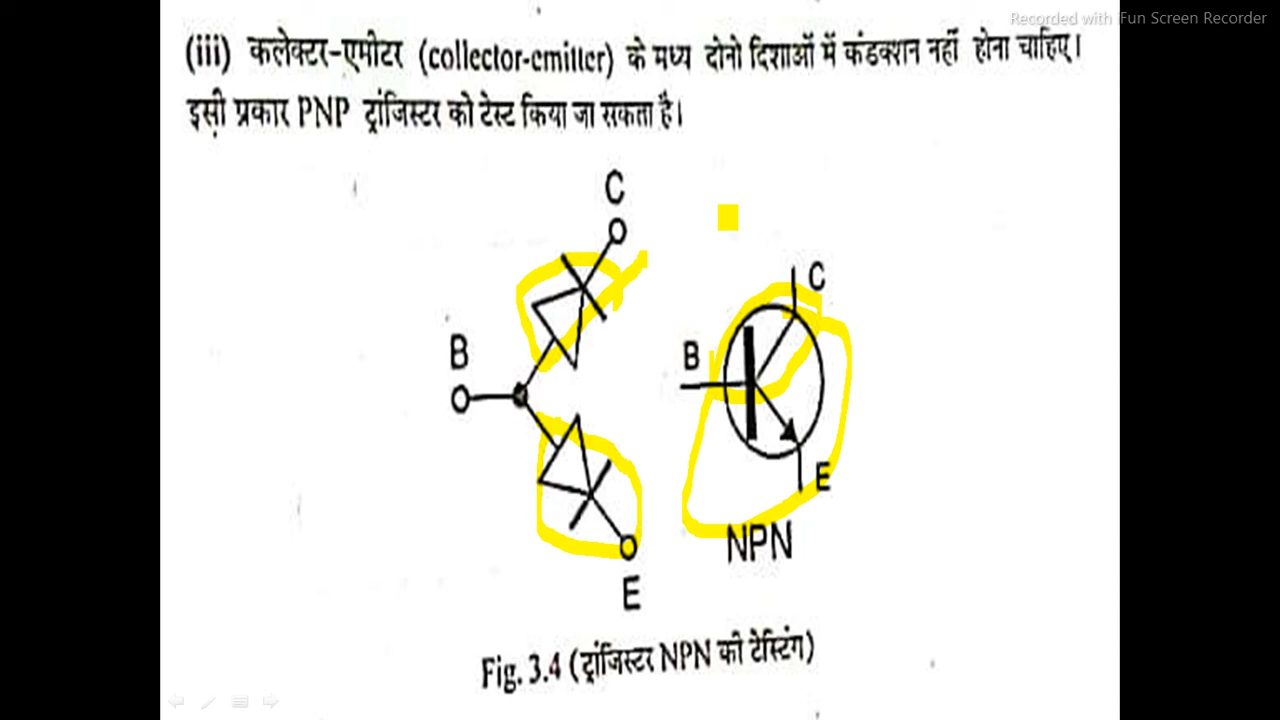 Recorded with iFun Screen Recorder
(iii) कलेक्टर-एमीटर (collector-emitter) के मध्य दोनो दिशाओं में कंडक्शन नहीं होना चाहिए।
इसी प्रकार PNP ट्रांजिस्टर को टेस्ट किया जा सकता है।
C
C
B
B
E
NPN
E
Fig. 3.4 (ट्रांजिस्टर NPN की टेस्टिंग)